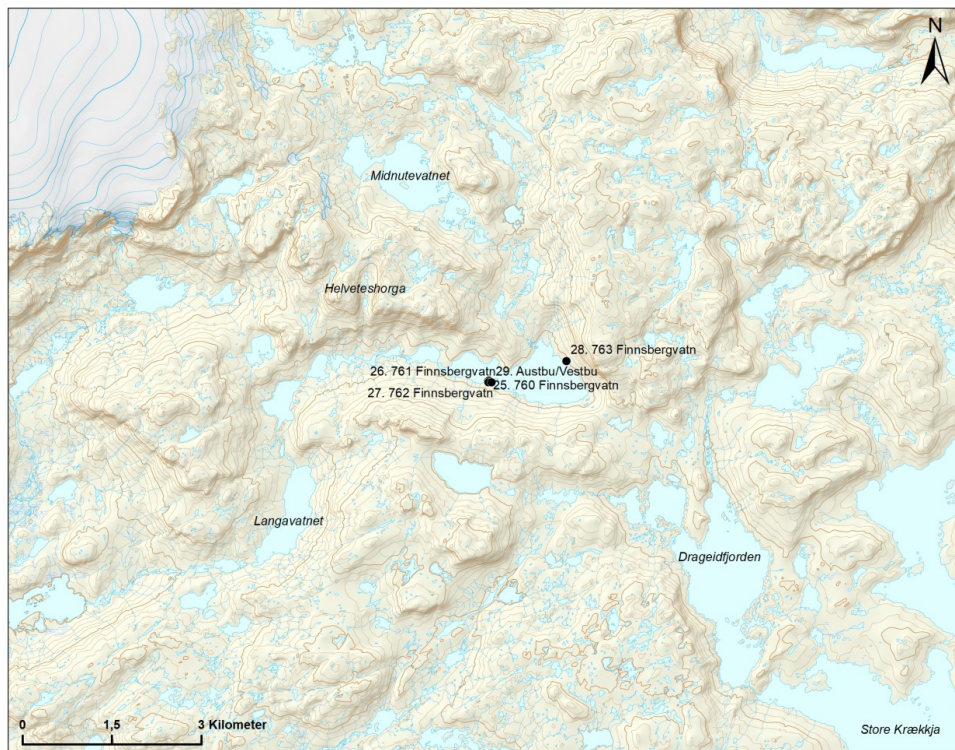 N
Midnutevatnet
Helveteshorga
28. 763 Finnsbergvatn
26. 761 Finnsbergvatn
29. Austbu/Vestbu
27. 762 Finnsbergvatn
25. 760 Finnsbergvatn
Langavatnet
Drageidfjorden
0 1,5 3 Kilometer
Store Krækkja